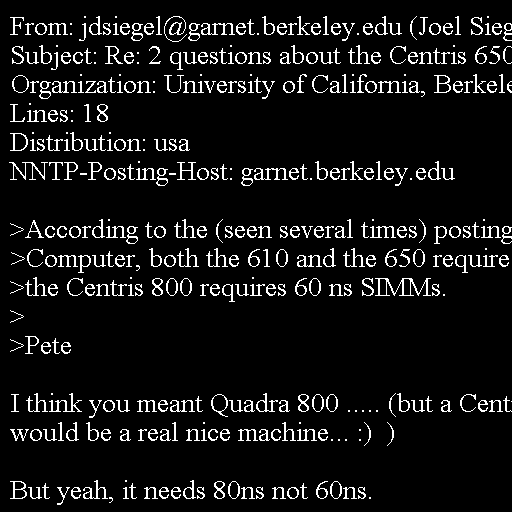 From: jdsiegel@garnet.berkeley.edu (Joel Sieg
Subject: Re: 2 questions about the Centris 650
Organization: University of California, Berkele
Lines: 18
Distribution: usa
NNTP-Posting-Host: garnet.berkeley.edu
>According to the (seen several times) posting
>Computer, both the 610 and the 650 require
>the Centris 800 requires 60 ns SIMMs.
>
>Pete
I think you meant Quadra 800 ..... (but a Cent
would be a real nice machine... :)  )
But yeah, it needs 80ns not 60ns.